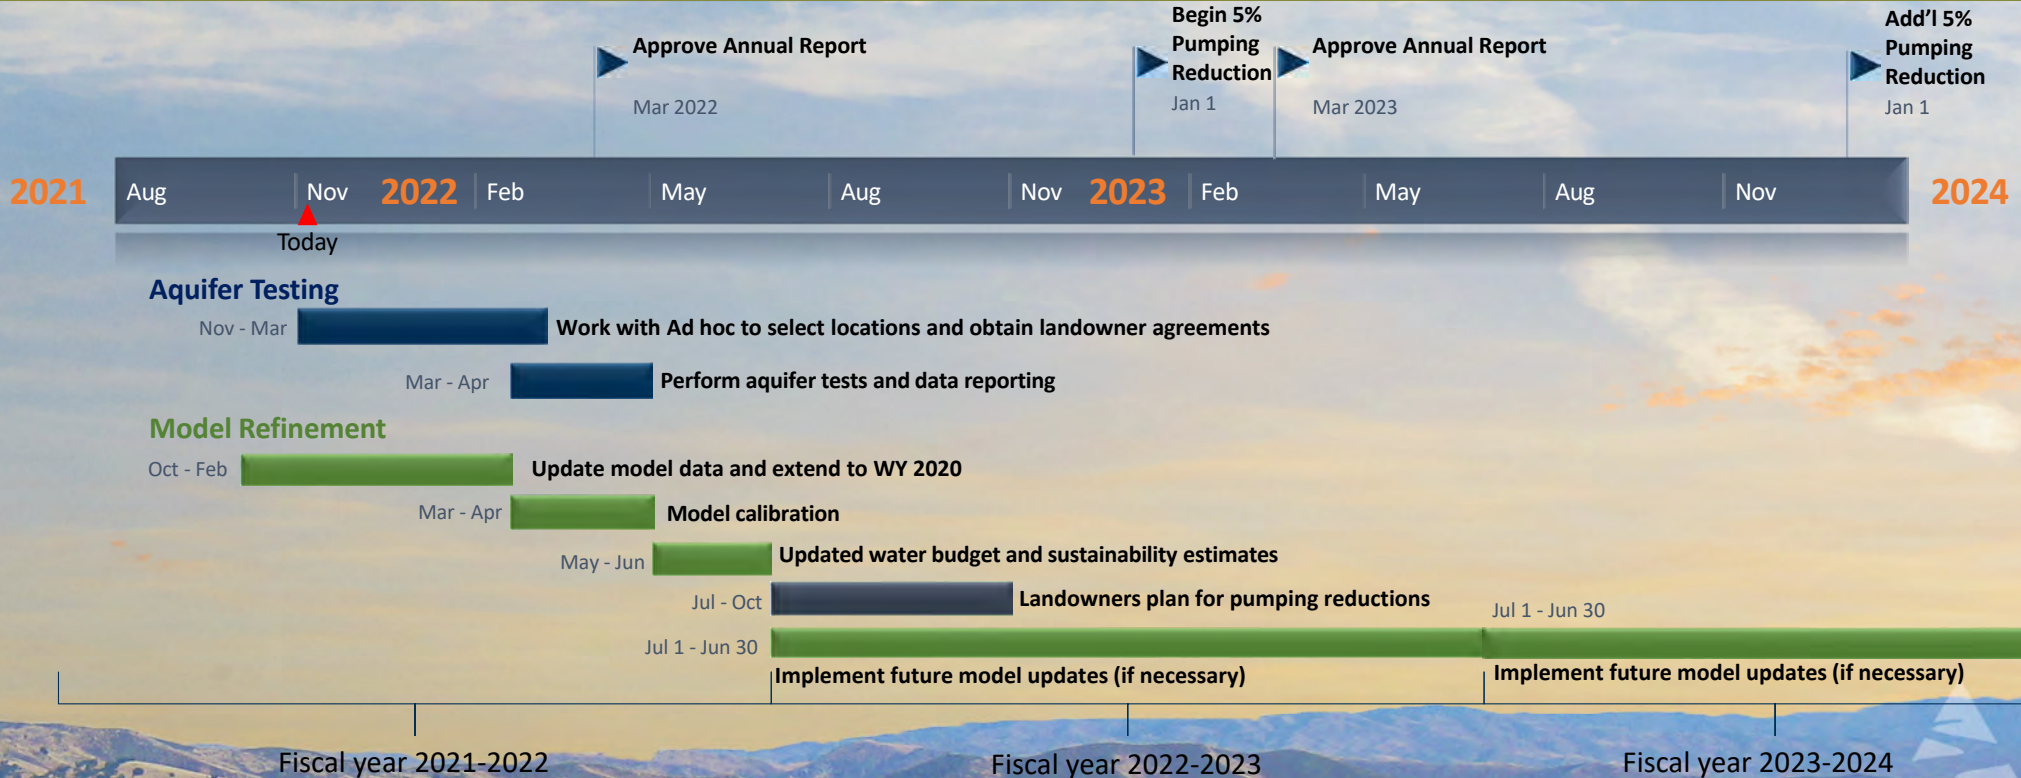 Approve Annual Report
Mar 2022
Begin 5%
Pumping
Reduction
Jan 1
Approve Annual Report
Mar 2023
Add'l 5%
Pumping
Reduction
Jan 1
2021 Aug Nov 2022 Feb May Aug Nov 2023 Feb May Aug Nov 2024
Today
Aquifer Testing
Nov - Mar Work with Ad hoc to select locations and obtain landowner agreements
Mar - Apr Perform aquifer tests and data reporting
Model Refinement
Oct - Feb Update model data and extend to WY 2020
Mar - Apr Model calibration
May - Jun Updated water budget and sustainability estimates
Jul - Oct Landowners plan for pumping reductions
Jul 1 - Jun 30
Jul 1 - Jun 30
Implement future model updates (if necessary)
Implement future model updates (if necessary)
Fiscal year 2021-2022
Fiscal year 2022-2023
Fiscal year 2023-2024